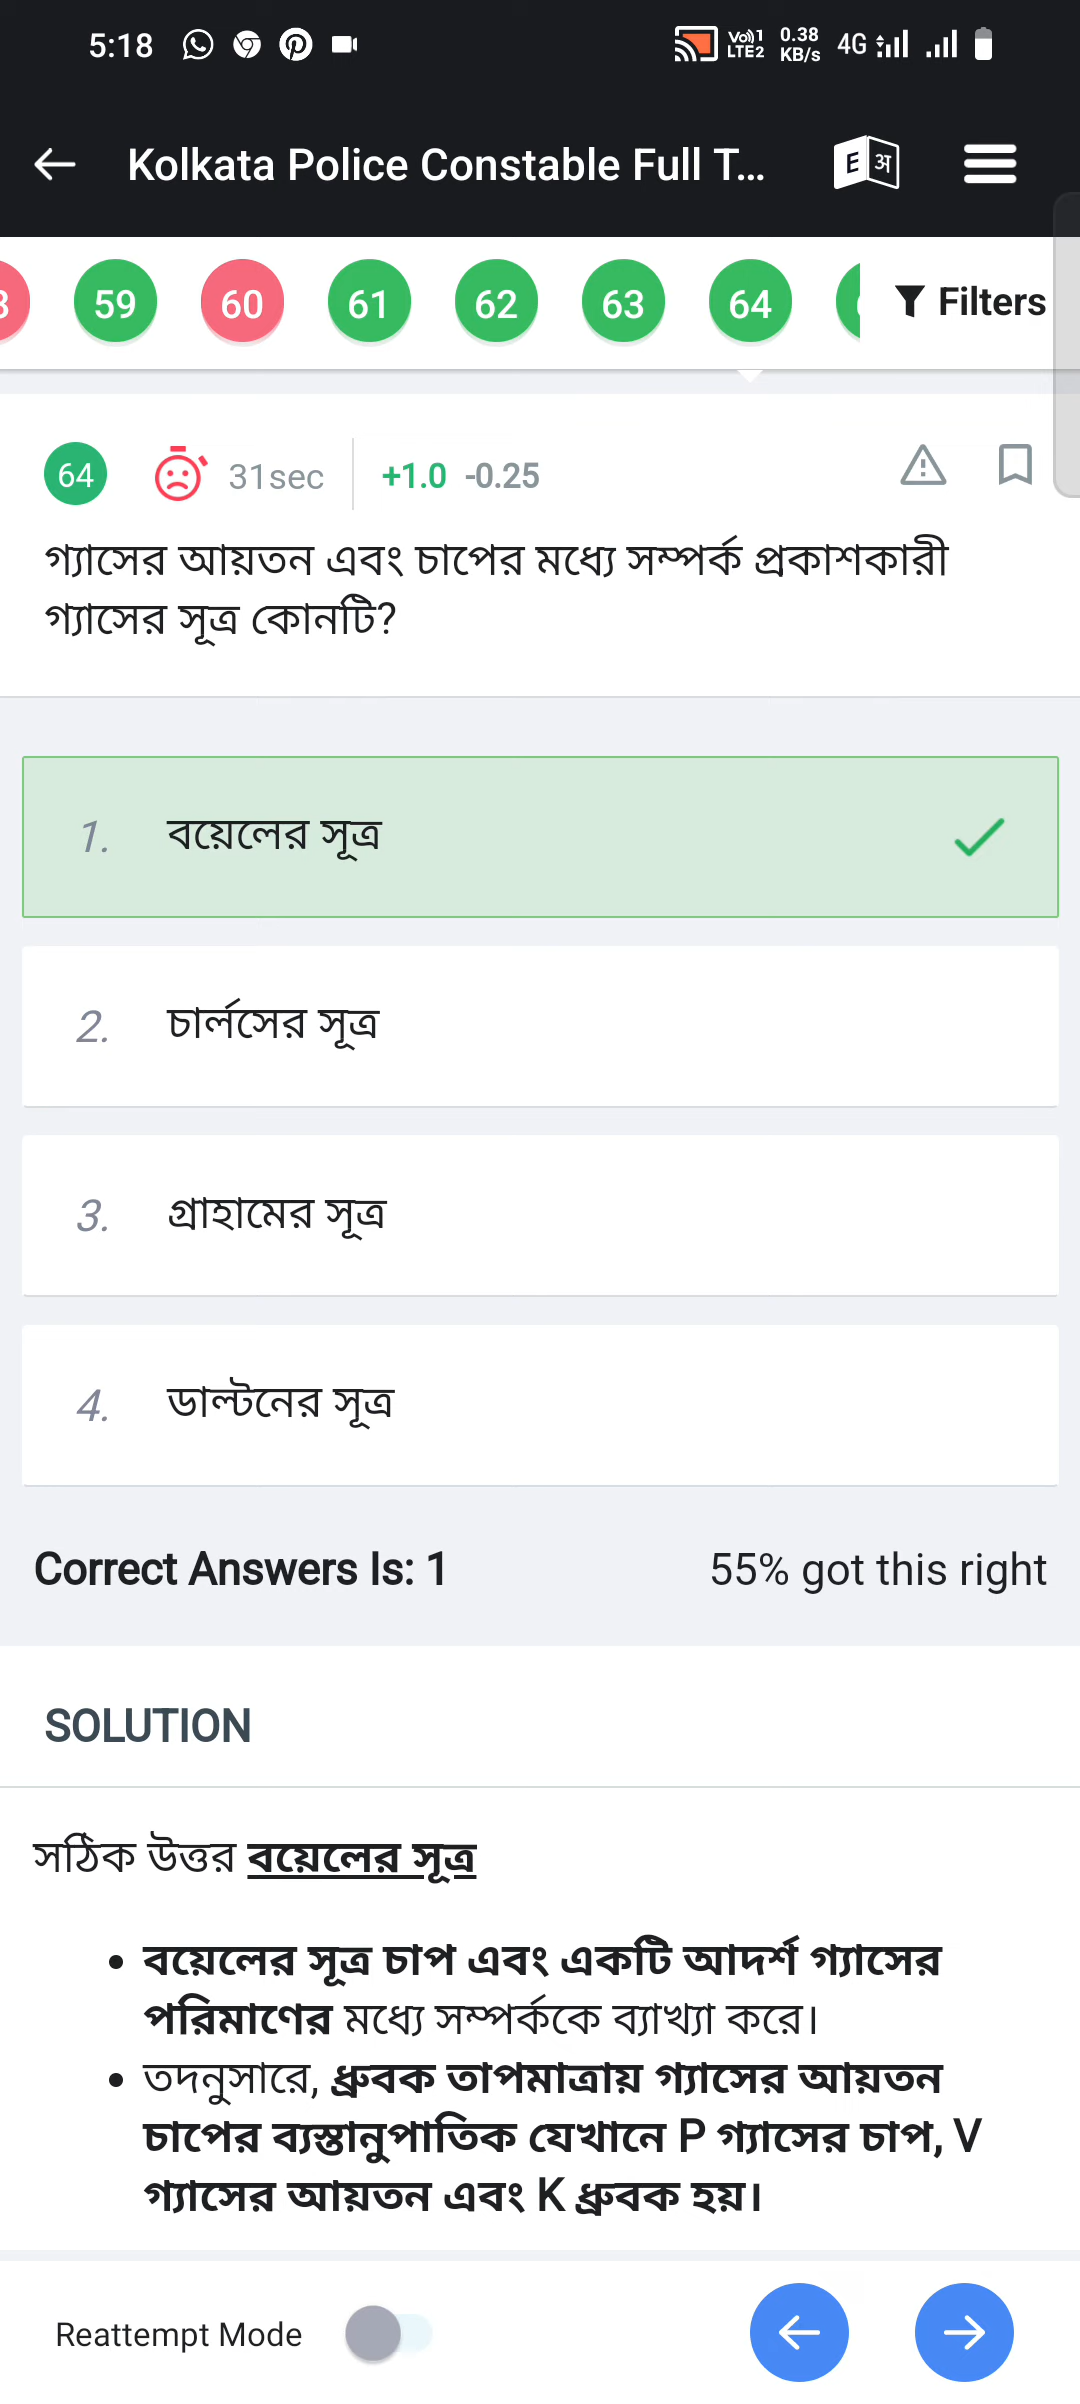 5:18
Vo)) 1 LTE2 0.38 KB/s 4G
Kolkata Police Constable Full T...
E अ
59 60 61 62 63 64 Filters
64 31sec +1.0 -0.25
গ্যাসের আয়তন এবং চাপের মধ্যে সম্পর্ক প্রকাশকারী
গ্যাসের সূত্র কোনটি?
1. বয়েলের সূত্র
2. চার্লসের সূত্র
3. গ্রাহামের সূত্র
4. ডাল্টনের সূত্র
Correct Answers Is: 1 55% got this right
SOLUTION
সঠিক উত্তর বয়েলের সূত্র
• বয়েলের সূত্র চাপ এবং একটি আদর্শ গ্যাসের
পরিমাণের মধ্যে সম্পর্ককে ব্যাখ্যা করে।
• তদনুসারে, ধ্রুবক তাপমাত্রায় গ্যাসের আয়তন
চাপের ব্যস্তানুপাতিক যেখানে P গ্যাসের চাপ, V
গ্যাসের আয়তন এবং K ধ্রুবক হয়।
Reattempt Mode